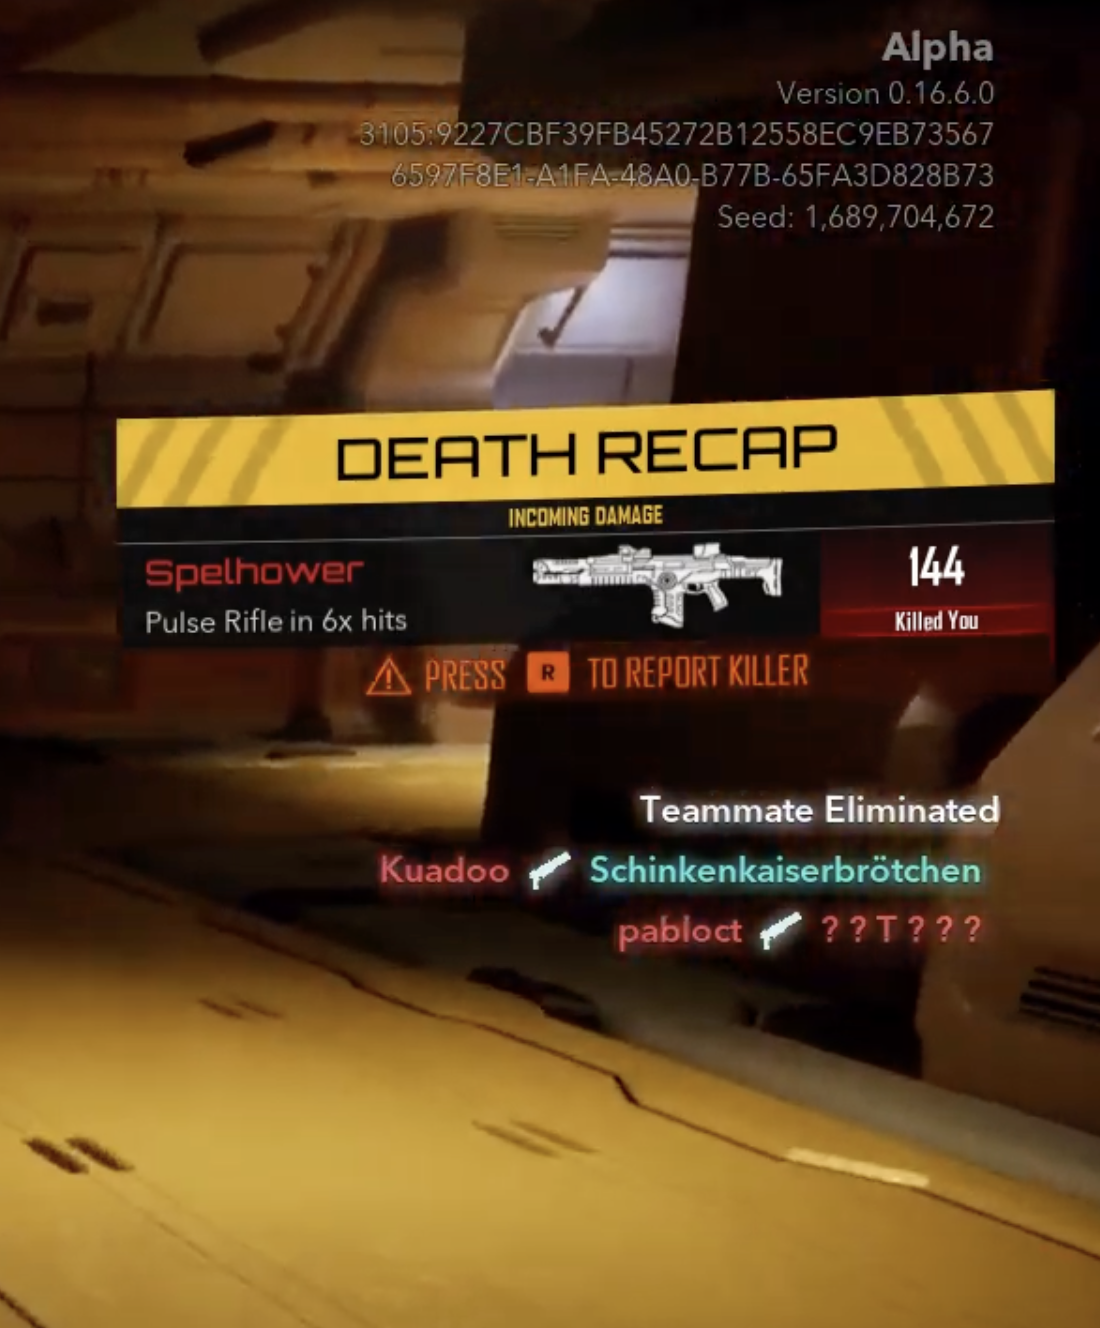 Alpha
Version 0.16.6.0
3105:9227CBF39FB45272B12558EC9EB73567
6597F8E1-A1FA-48A0-B77B-65FA3D828B73
Seed: 1,689,704,672
DEATH RECAP
INCOMING DAMAGE
Spelhower
Pulse Rifle in 6x hits
144
Killed You
PRESS R TO REPORT KILLER
Teammate Eliminated
Kuadoo Schinkenkaiserbrötchen
pabloct ? ? T ? ? ?